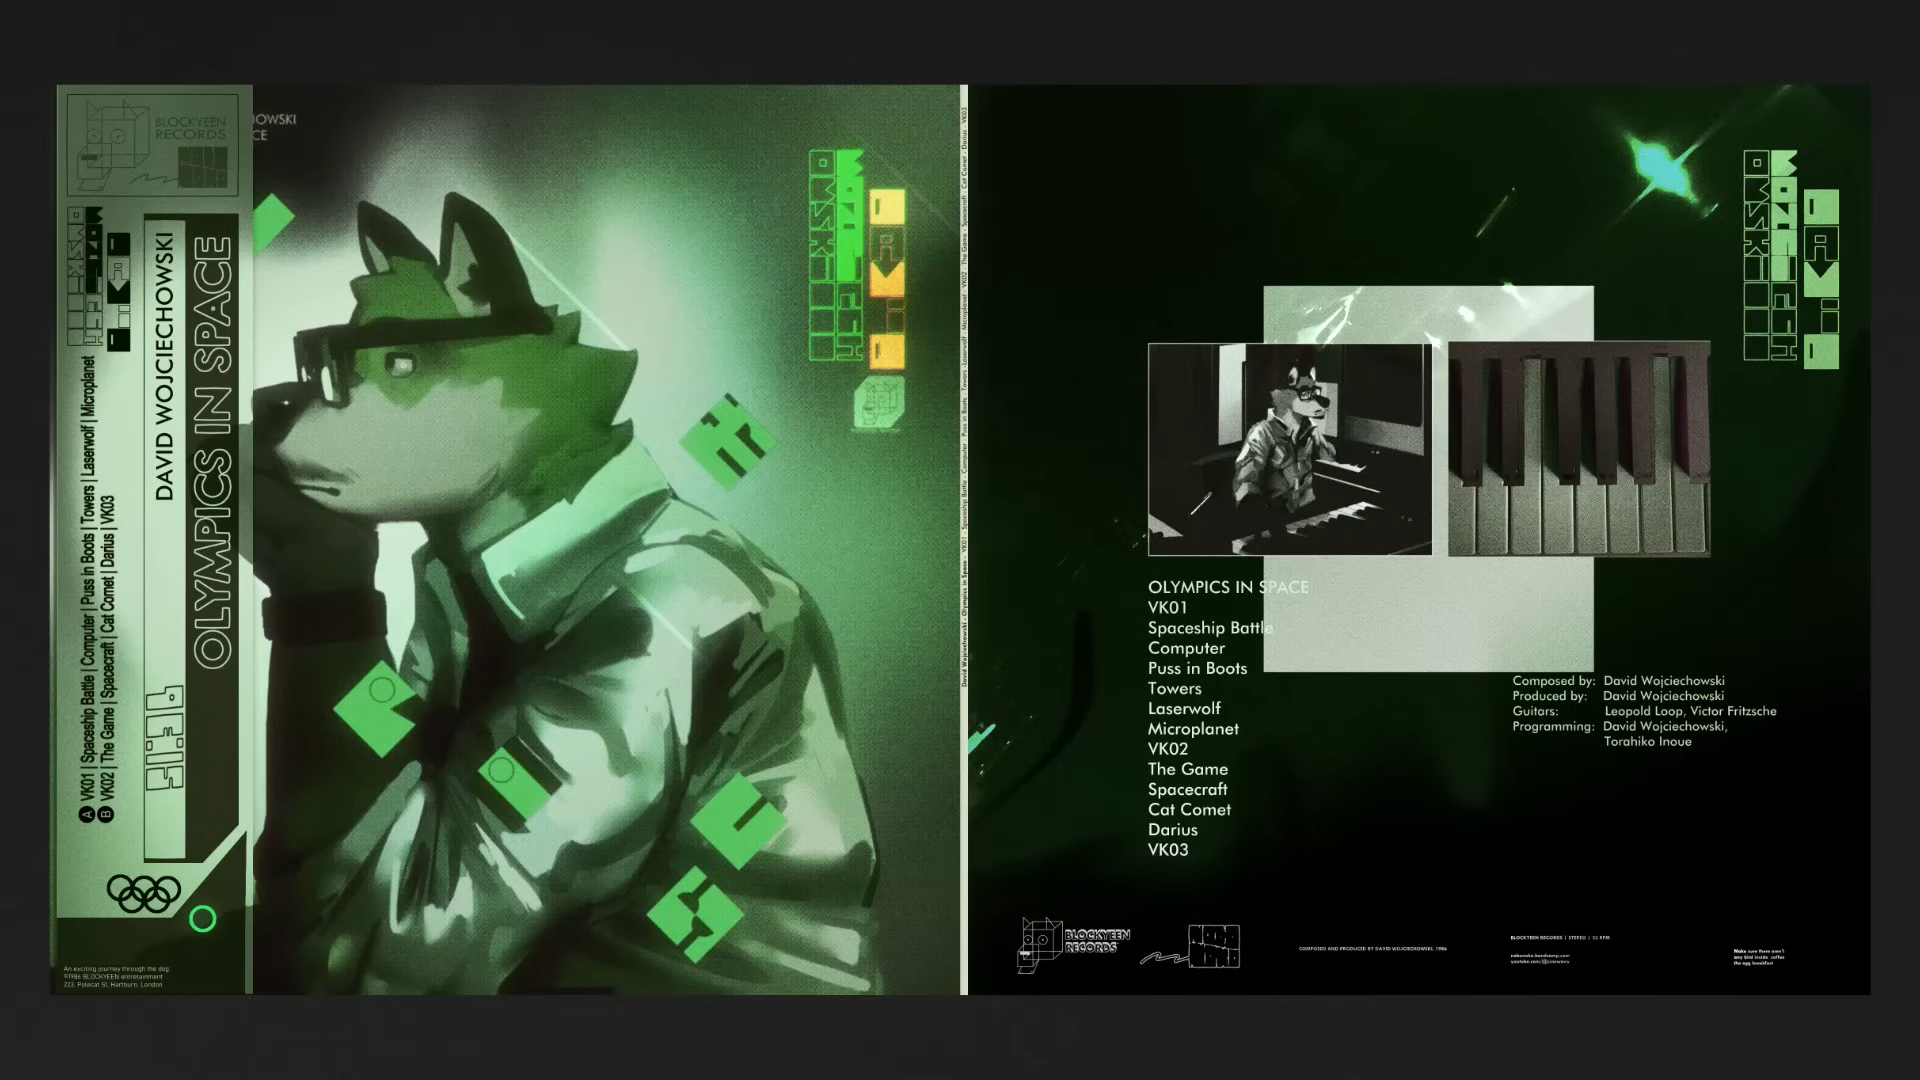 BLOCKYEEN
RECORDS
OWSKI
CE
DAVID WOJCIECHOWSKI
OLYMPICS IN SPACE
A VK01 | Spaceship Battle | Computer | Puss in Boots | Towers | Laserwolf | Microplanet
B VK02 | The Game | Spacecraft | Cat Comet | Darius | VK03
An exciting journey through the dog
©1986 BLOCKYEEN entretainment
273, Polecat St, Hartburn, London
DAViD
David Wojciechowski - Olympics in Space - VK01 - Spaceship Battle - Computer - Puss in Boots - Towers - Laserwolf - Microplanet - VK02 - The Game - Spacecraft - Cat Comet - Darius - VK03
DAViD
OLYMPICS IN SPACE
VK01
Spaceship Battle
Computer
Puss in Boots
Towers
Laserwolf
Microplanet
VK02
The Game
Spacecraft
Cat Comet
Darius
VK03
Composed by: David Wojciechowski
Produced by: David Wojciechowski
Guitars: Leopold Loop, Victor Fritzsche
Programming: David Wojciechowski,
Torahiko Inoue
BLOCKYEEN
RECORDS
COMPOSED AND PRODUCED BY DAVID WOJCIECHOWSKI, 1986
BLOCKYEEN RECORDS | STEREO | 33 RPM
Make sure there aren't
any bird inside coffee
the egg breakfast